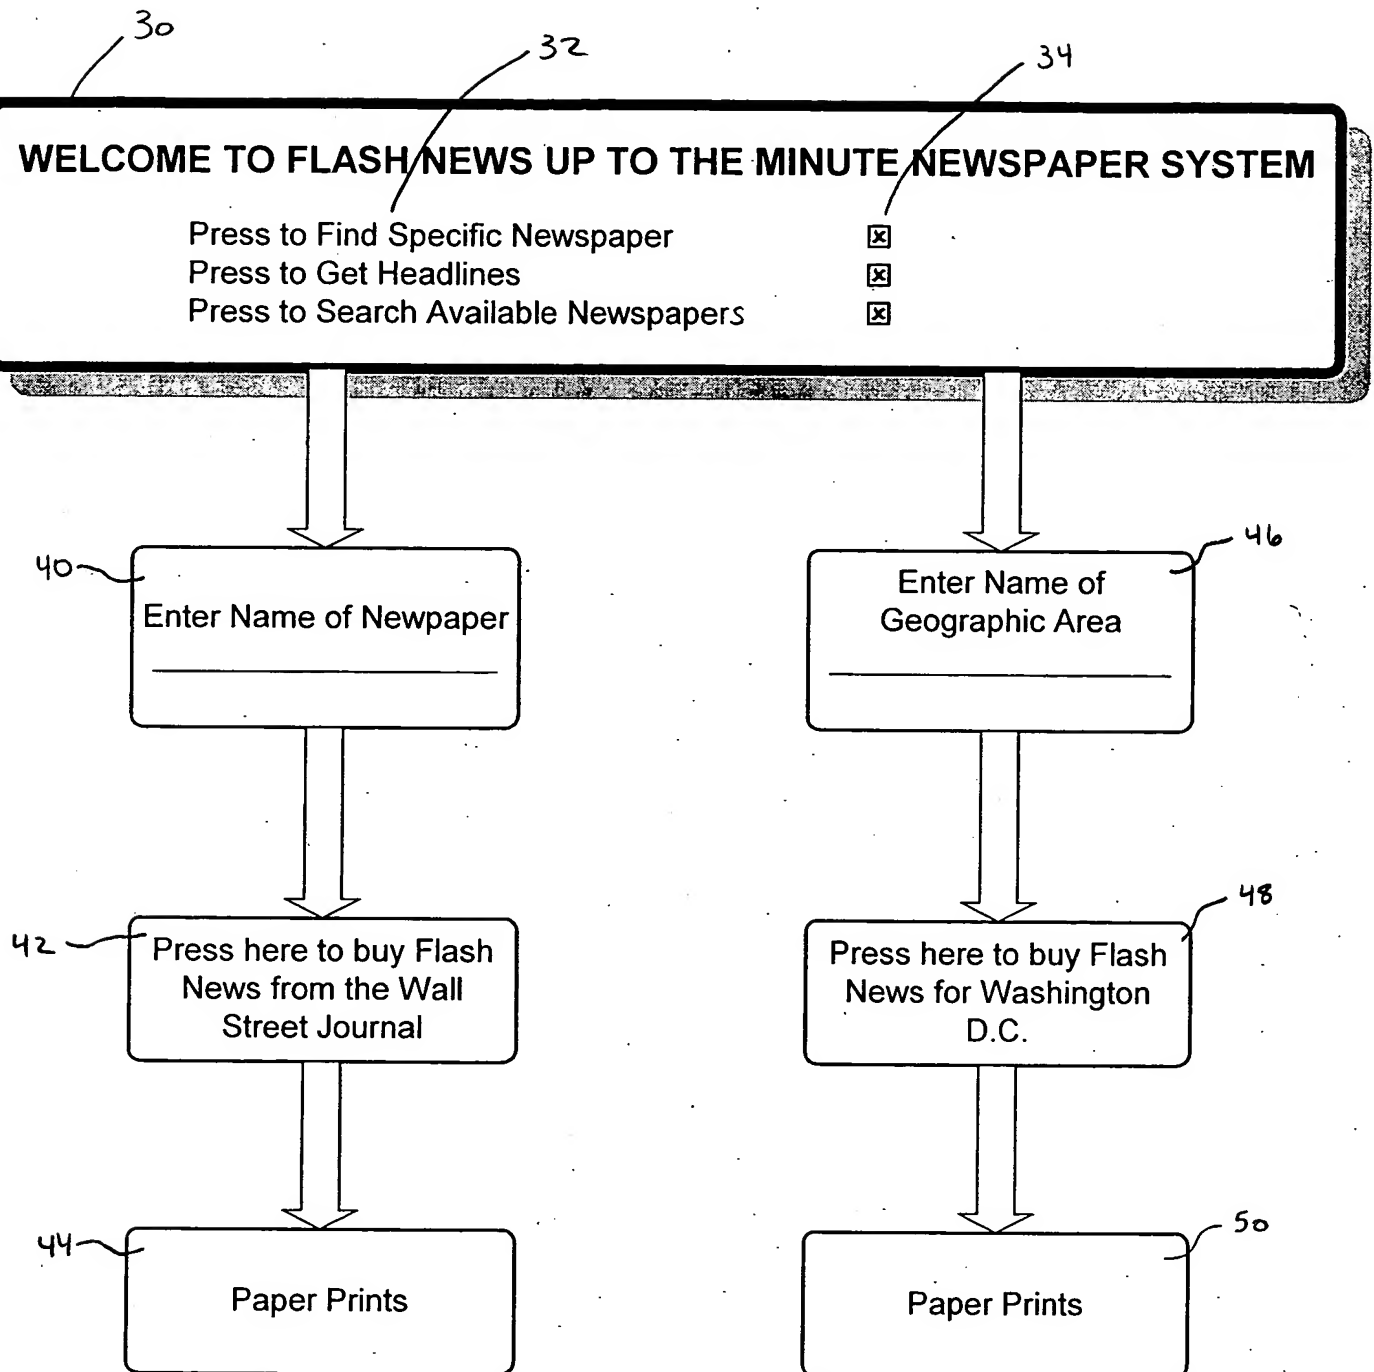 30
32
34
WELCOME TO FLASH NEWS UP TO THE MINUTE NEWSPAPER SYSTEM
Press to Find Specific Newspaper
Press to Get Headlines
Press to Search Available Newspapers
40
Enter Name of Newpaper
46
Enter Name of
Geographic Area
42
Press here to buy Flash
News from the Wall
Street Journal
48
Press here to buy Flash
News for Washington
D.C.
44
Paper Prints
50
Paper Prints